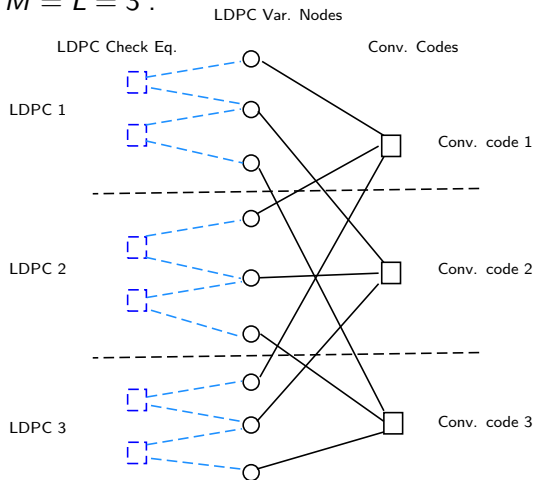 M = L = 3 .
LDPC Var. Nodes
LDPC Check Eq.
Conv. Codes
LDPC 1
Conv. code 1
LDPC 2
Conv. code 2
LDPC 3
Conv. code 3